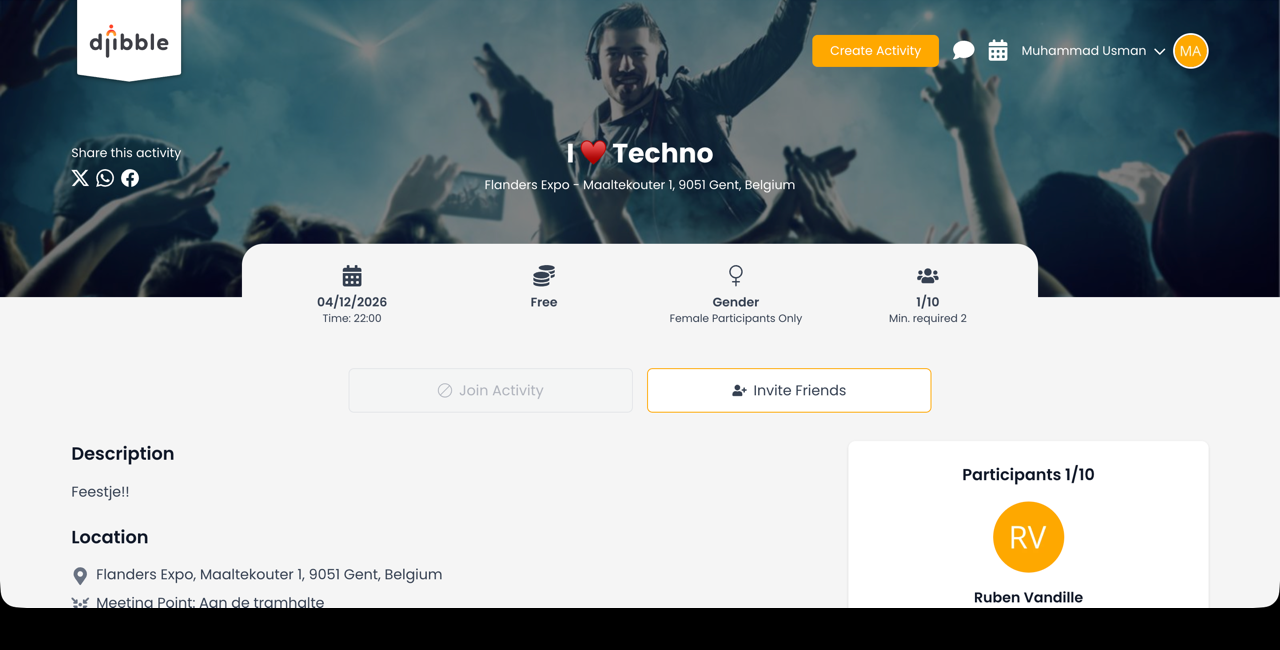 djibble
Create Activity
Muhammad Usman
MA
Share this activity
I ❤️ Techno
Flanders Expo - Maaltekouter 1, 9051 Gent, Belgium
04/12/2026
Time: 22:00
Free
Gender
Female Participants Only
1/10
Min. required 2
Join Activity
Invite Friends
Description
Feestje!!
Location
Flanders Expo, Maaltekouter 1, 9051 Gent, Belgium
Meeting Point: Aan de tramhalte
Participants 1/10
RV
Ruben Vandille